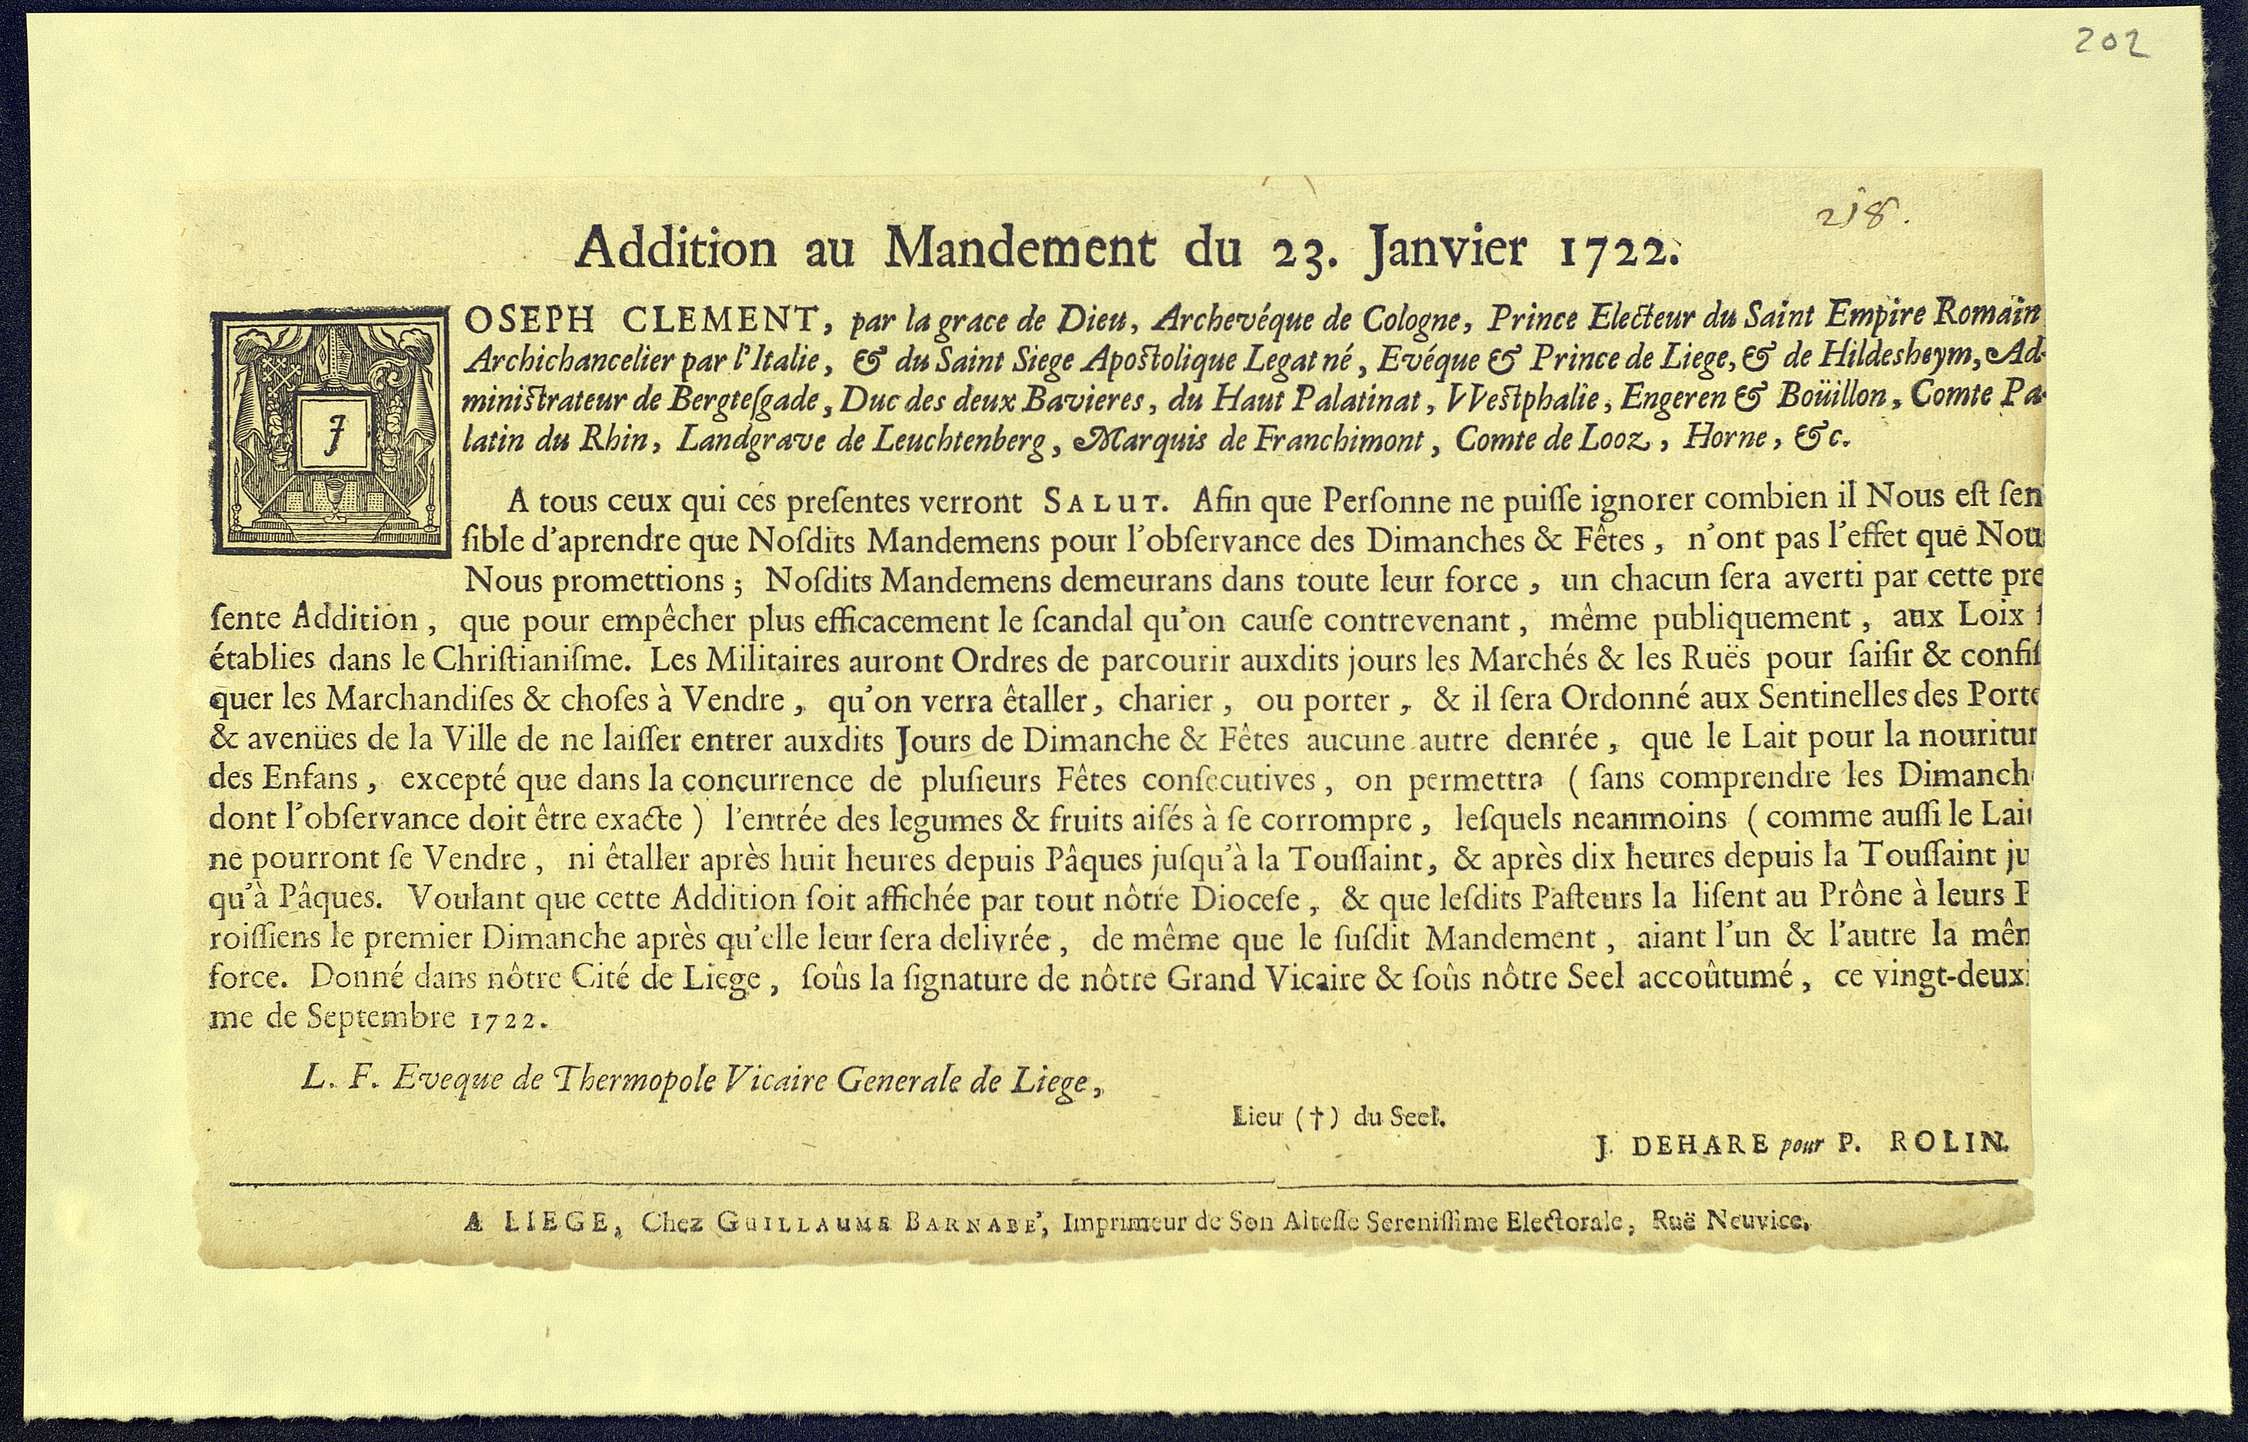 202
218.
Addition au Mandement du 23. Janvier 1722.
JOSEPH CLEMENT, par la grace de Dieu, Archevéque de Cologne, Prince Electeur du Saint Empire Romain
Archichancelier par l'Italie, & du Saint Siege Apostolique Legat né, Evéque & Prince de Liege, & de Hildesheym, Ad-
ministrateur de Bergteſgade, Duc des deux Bavieres, du Haut Palatinat, VVestphalie, Engeren & Boüillon, Comte Pa-
latin du Rhin, Landgrave de Leuchtenberg, Marquis de Franchimont, Comte de Looz, Horne, &c.
A tous ceux qui cés preſentes verront SALUT. Afin que Perſonne ne puiſſe ignorer combien il Nous eſt ſen
ſible d'aprendre que Noſdits Mandemens pour l'obſervance des Dimanches & Fêtes, n'ont pas l'effet que Nou
Nous promettions; Noſdits Mandemens demeurans dans toute leur force, un chacun ſera averti par cette pre
ſente Addition, que pour empêcher plus efficacement le ſcandal qu'on cauſe contrevenant, même publiquement, aux Loix
établies dans le Chriſtianiſme. Les Militaires auront Ordres de parcourir auxdits jours les Marchés & les Ruës pour ſaiſir & confiſ
quer les Marchandiſes & choſes à Vendre, qu'on verra êtaller, charier, ou porter, & il ſera Ordonné aux Sentinelles des Porte
& avenües de la Ville de ne laiſſer entrer auxdits Jours de Dimanche & Fêtes aucune autre denrée, que le Lait pour la nouritur
des Enfans, excepté que dans la concurrence de pluſieurs Fêtes conſecutives, on permettra (ſans comprendre les Dimanch
dont l'obſervance doit être exacte) l'entrée des legumes & fruits aiſés à ſe corrompre, leſquels neanmoins (comme auſſi le Lait
ne pourront ſe Vendre, ni êtaller après huit heures depuis Pâques juſqu'à la Touſſaint, & après dix heures depuis la Touſſaint ju
qu'à Pâques. Voulant que cette Addition ſoit affichée par tout nôtre Dioceſe, & que leſdits Paſteurs la liſent au Prône à leurs P
roiſſiens le premier Dimanche après qu'elle leur ſera delivrée, de même que le ſuſdit Mandement, aiant l'un & l'autre la mêm
force. Donné dans nôtre Cité de Liege, ſoûs la ſignature de nôtre Grand Vicaire & ſoûs nôtre Seel accoûtumé, ce vingt-deuxi
me de Septembre 1722.
L. F. Eveque de Thermopole Vicaire Generale de Liege,
Lieu (†) du Seel.
J. DEHARE pour P. ROLIN.
A LIEGE, Chez GUILLAUME BARNABE', Imprimeur de Son Alteſſe Sereniſſime Electorale, Ruë Neuvice.